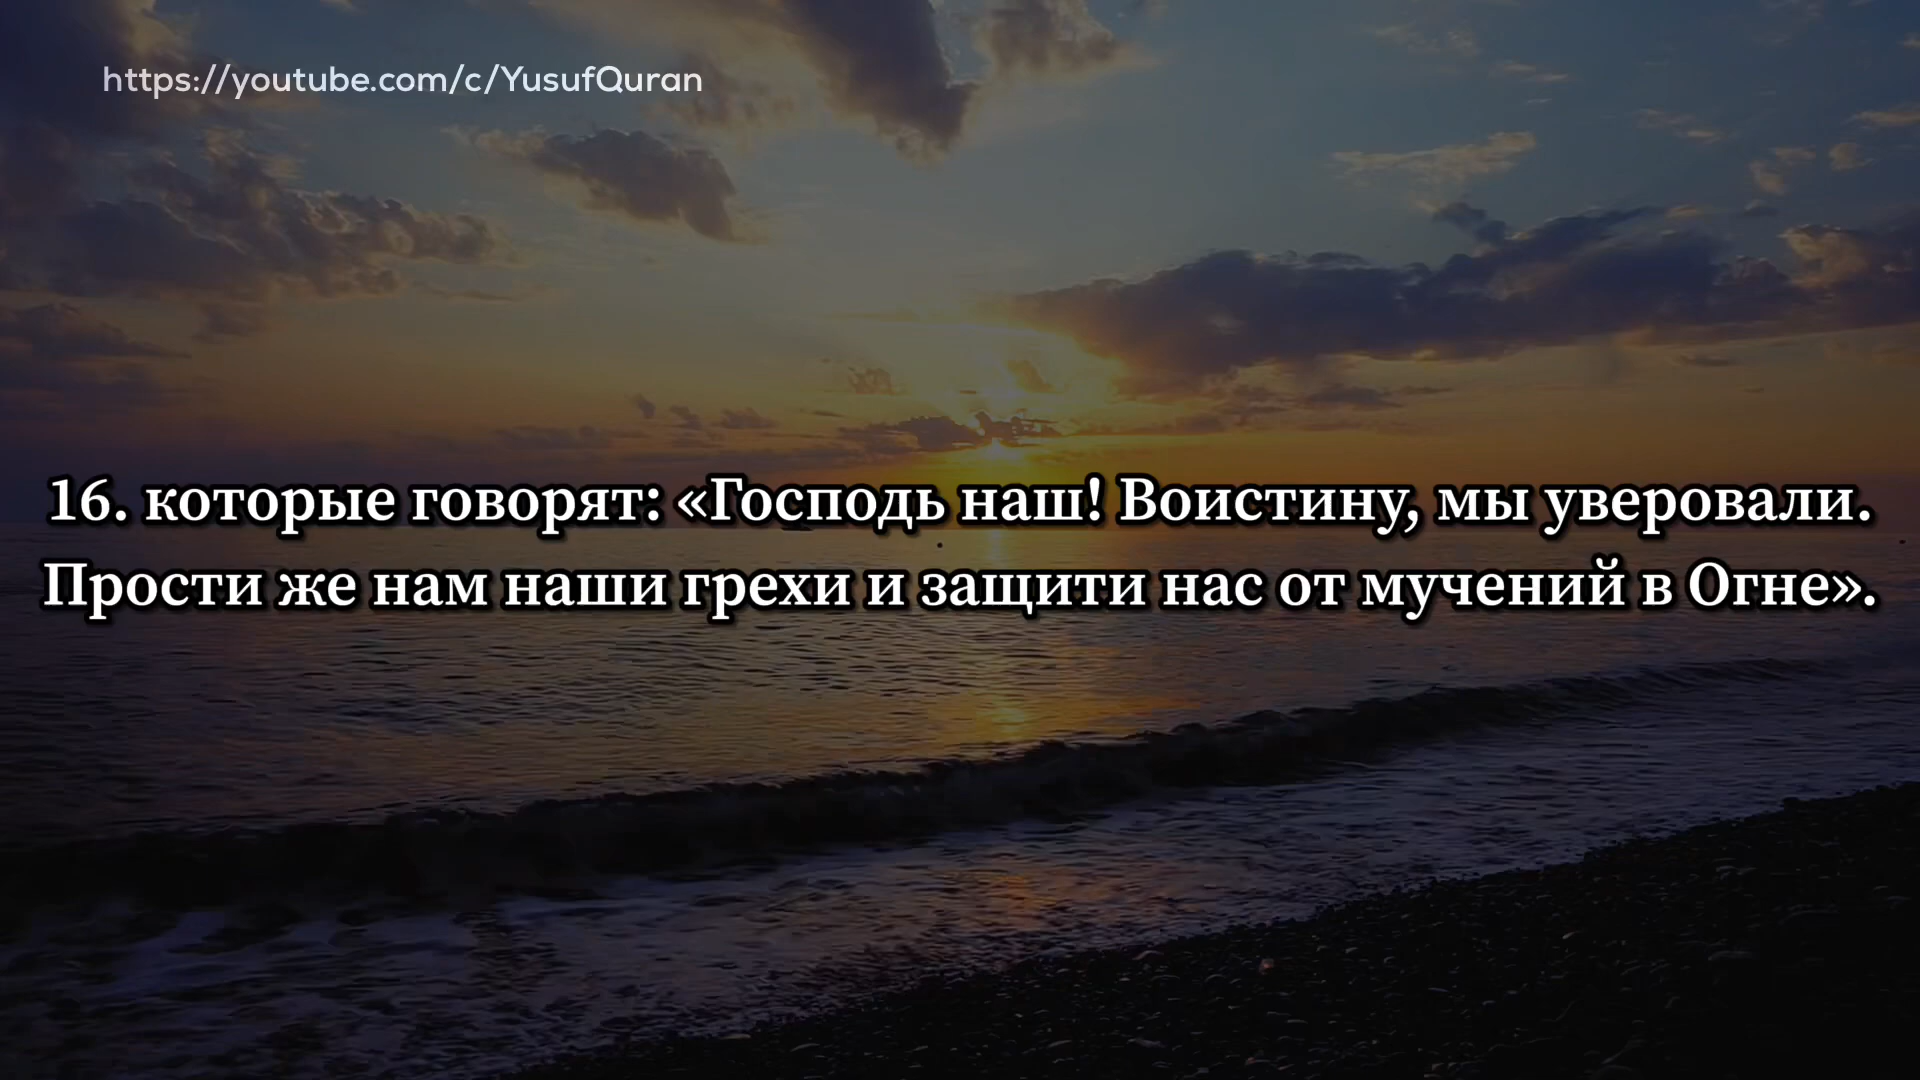 https://youtube.com/c/YusufQuran
16. которые говорят: «Господь наш! Воистину, мы уверовали.
Прости же нам наши грехи и защити нас от мучений в Огне».